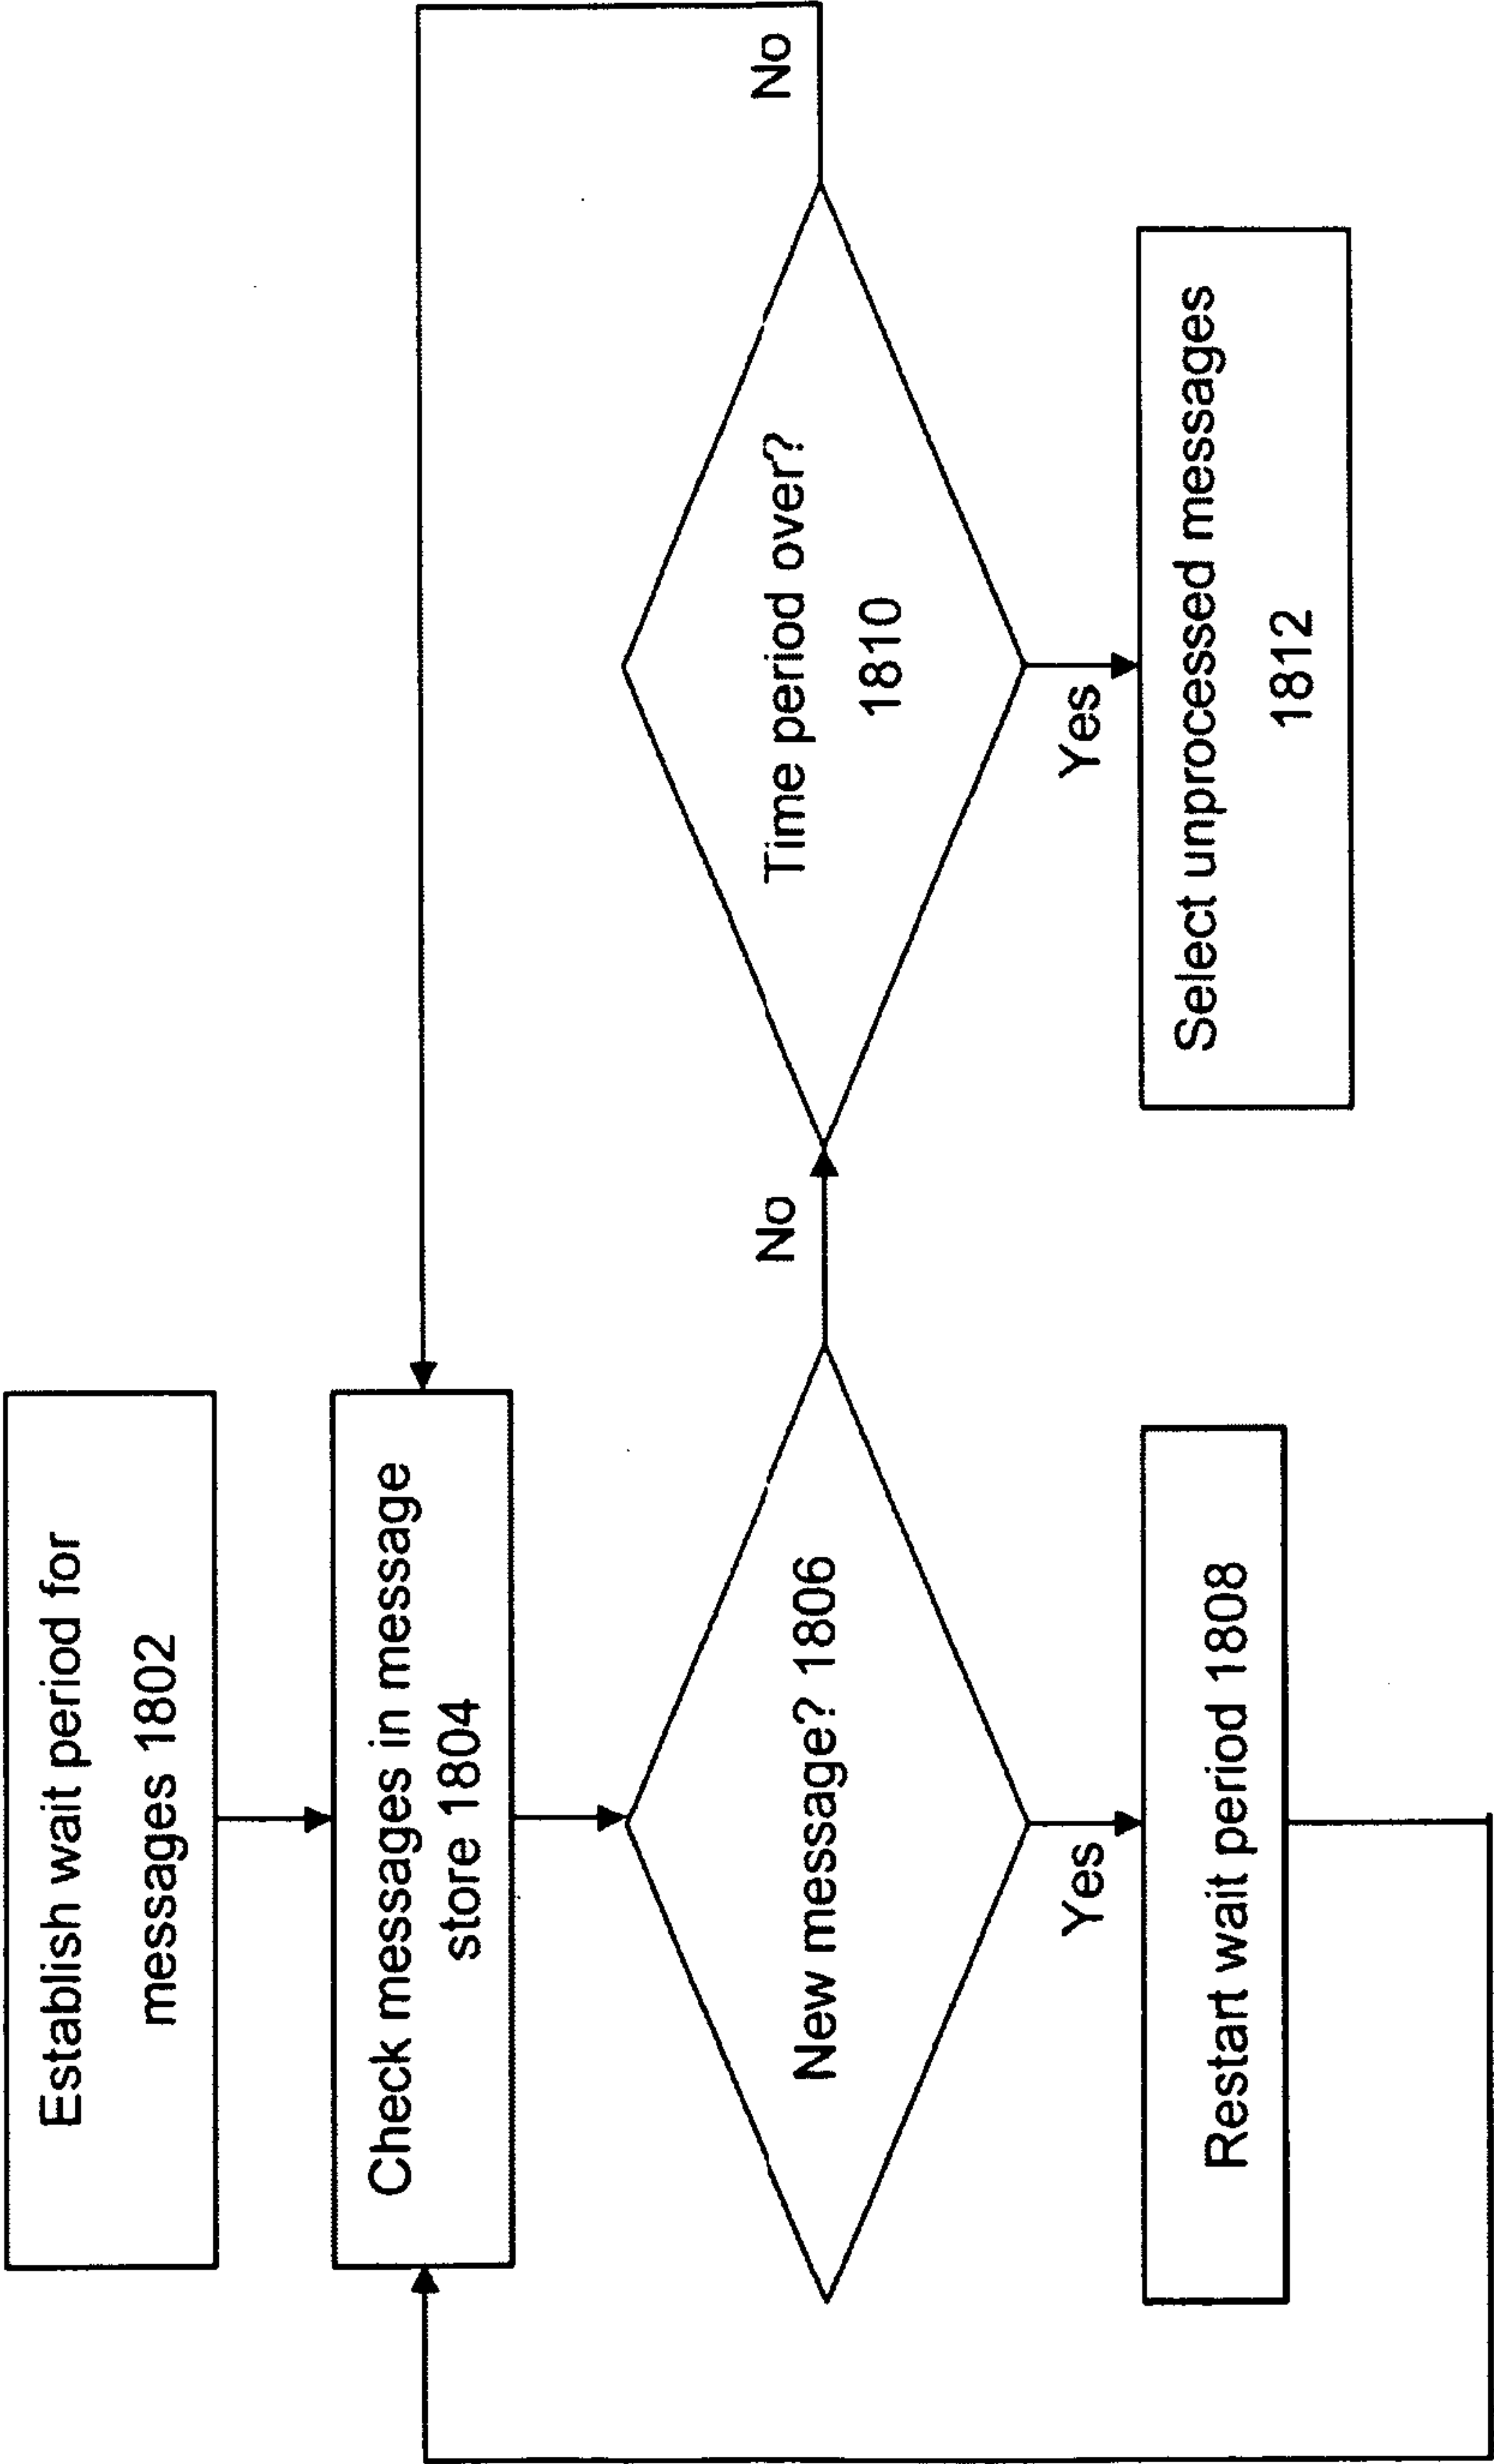 Establish wait period for
messages 1802
Check messages in message
store 1804
New message? 1806
No
Yes
Restart wait period 1808
Time period over?
1810
No
Yes
Select unprocessed messages
1812